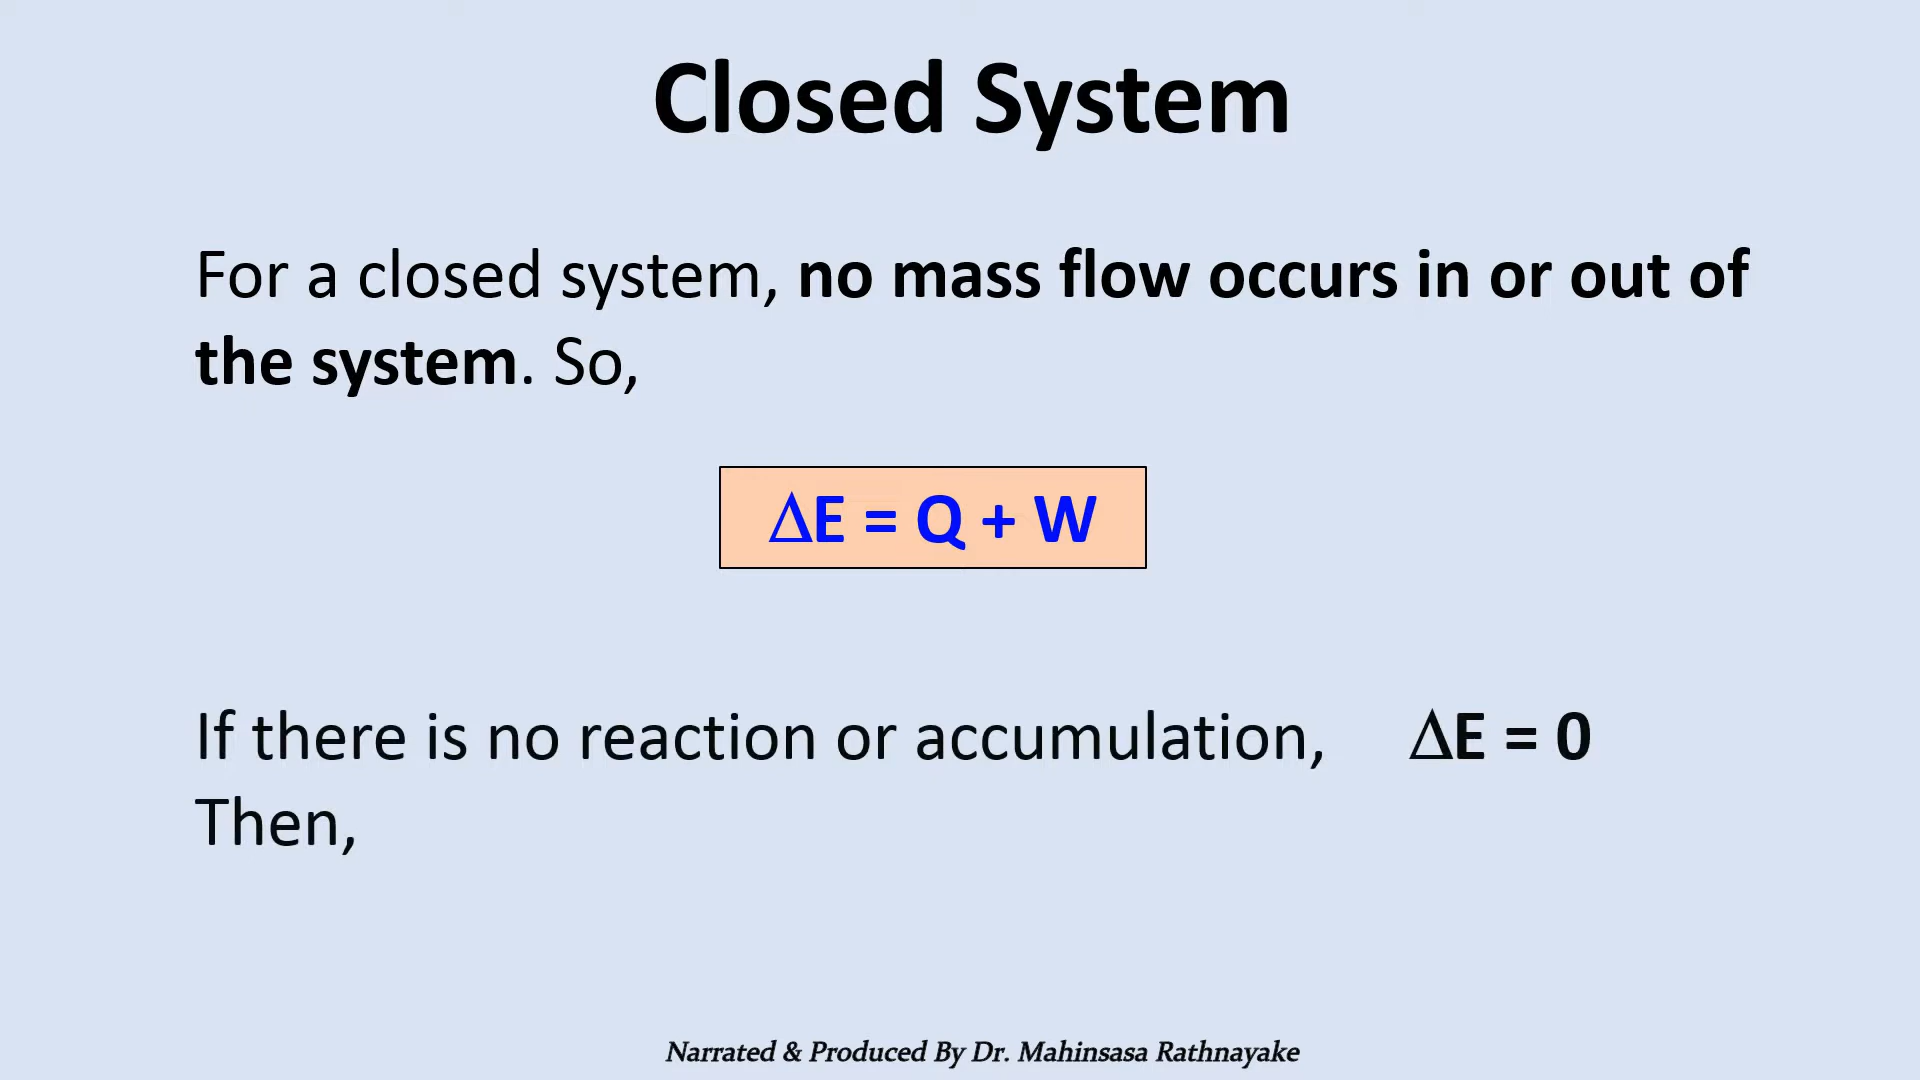 Closed System
For a closed system, no mass flow occurs in or out of
the system. So,
ΔE = Q + W
If there is no reaction or accumulation, ΔE = 0
Then,
Narrated & Produced By Dr. Mahinsasa Rathnayake